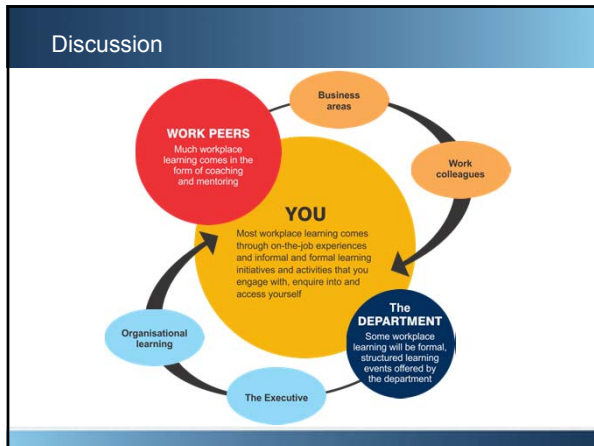 Discussion
Business
areas
WORK PEERS
Much workplace
learning comes in the
form of coaching
and mentoring
Work
colleagues
YOU
Most workplace learning comes
through on-the-job experiences
and informal and formal learning
initiatives and activities that you
engage with, enquire into and
access yourself
The
DEPARTMENT
Some workplace
learning will be formal,
structured learning
events offered by
the department
Organisational
learning
The Executive